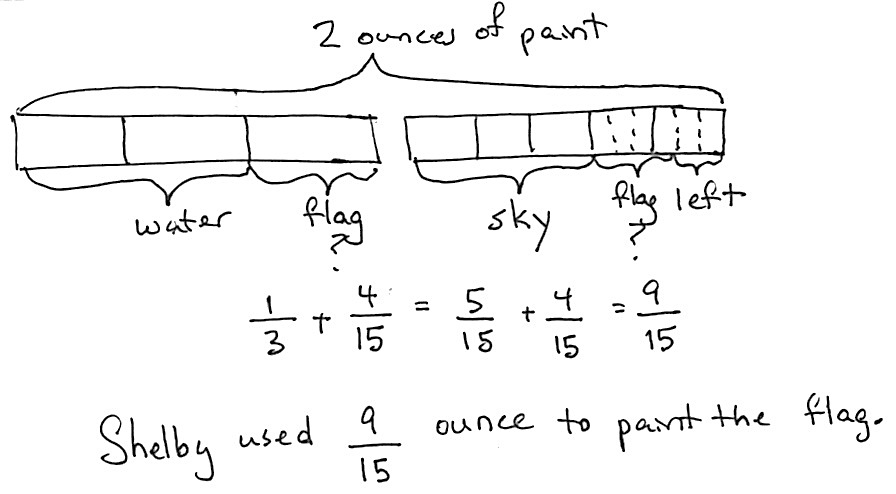 2 ounces of paint
water flag sky flag left
? ?
1/3 + 4/15 = 5/15 + 4/15 = 9/15
Shelby used 9/15 ounce to paint the flag.